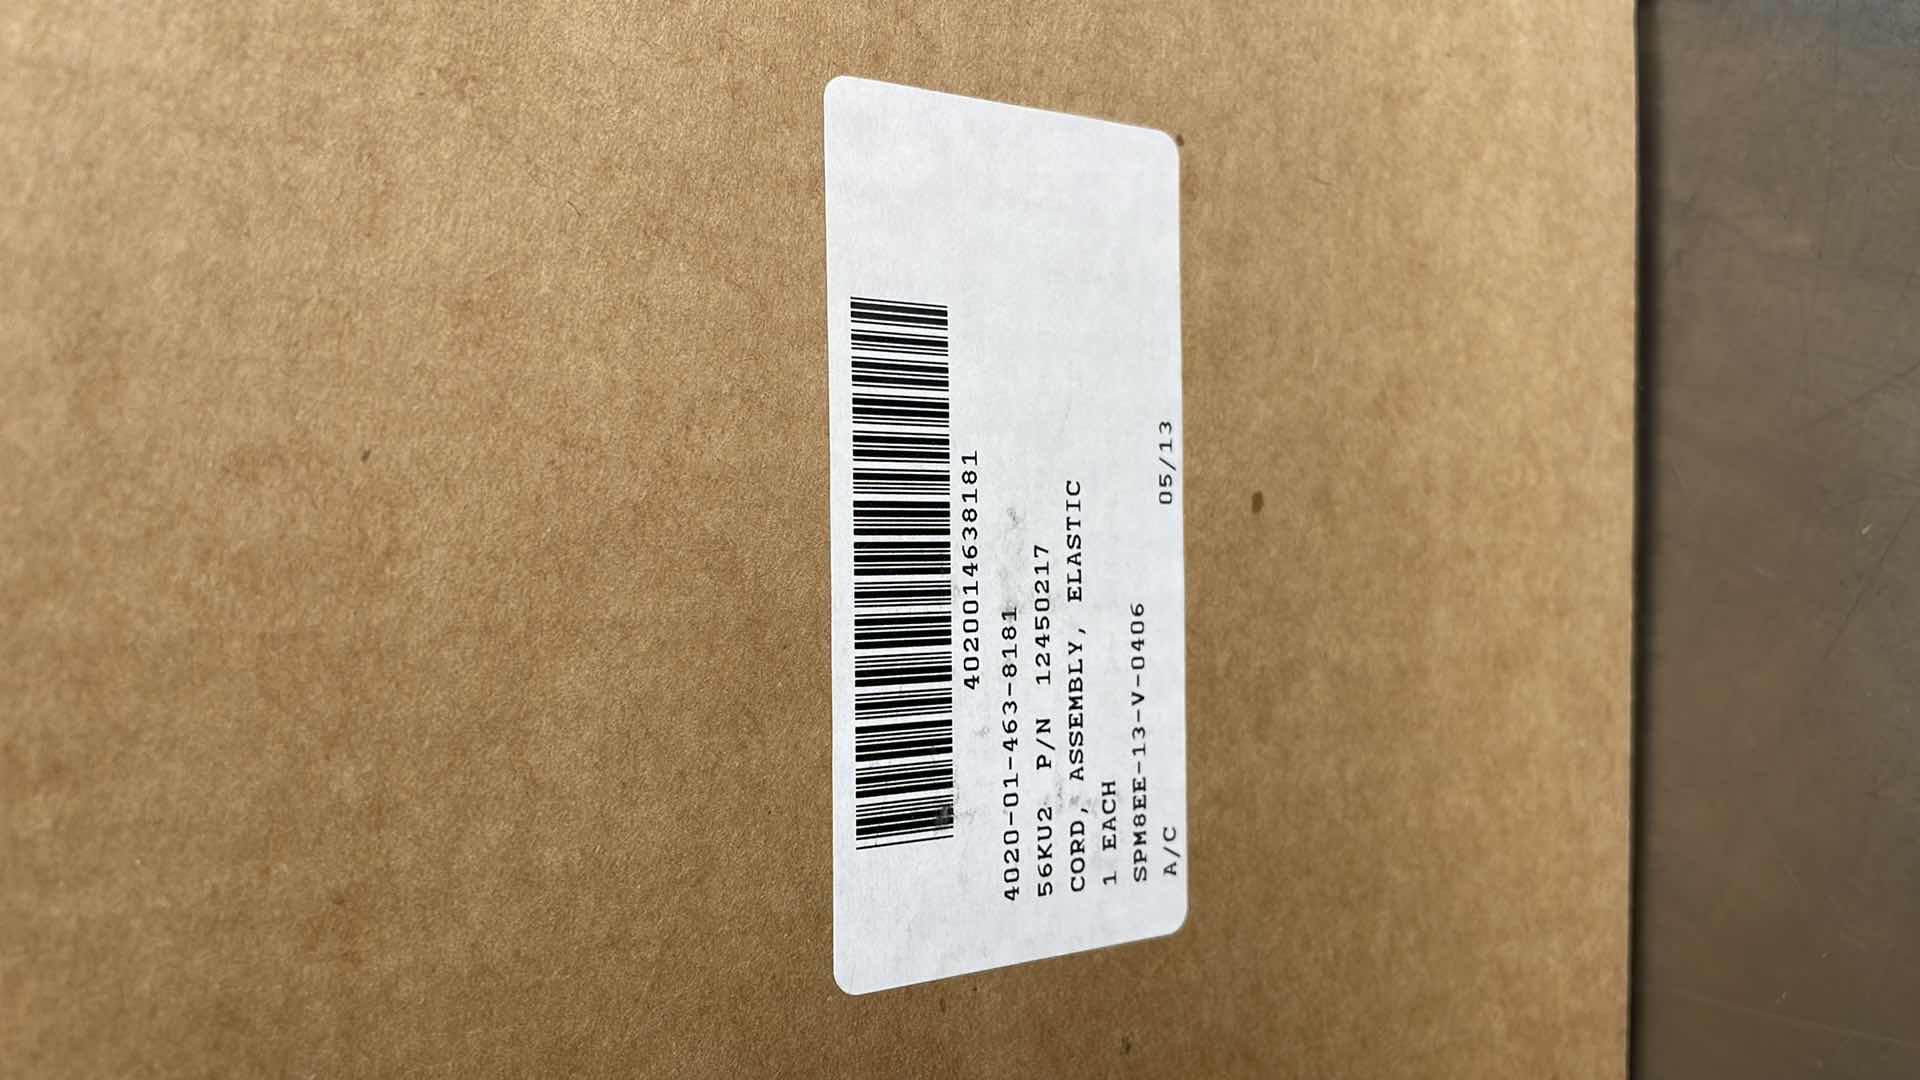 4020014638181
4020-01-463-8181
56KU2 P/N 12450217
CORD, ASSEMBLY, ELASTIC
1 EACH
SPM8EE-13-V-0406
A/C 05/13